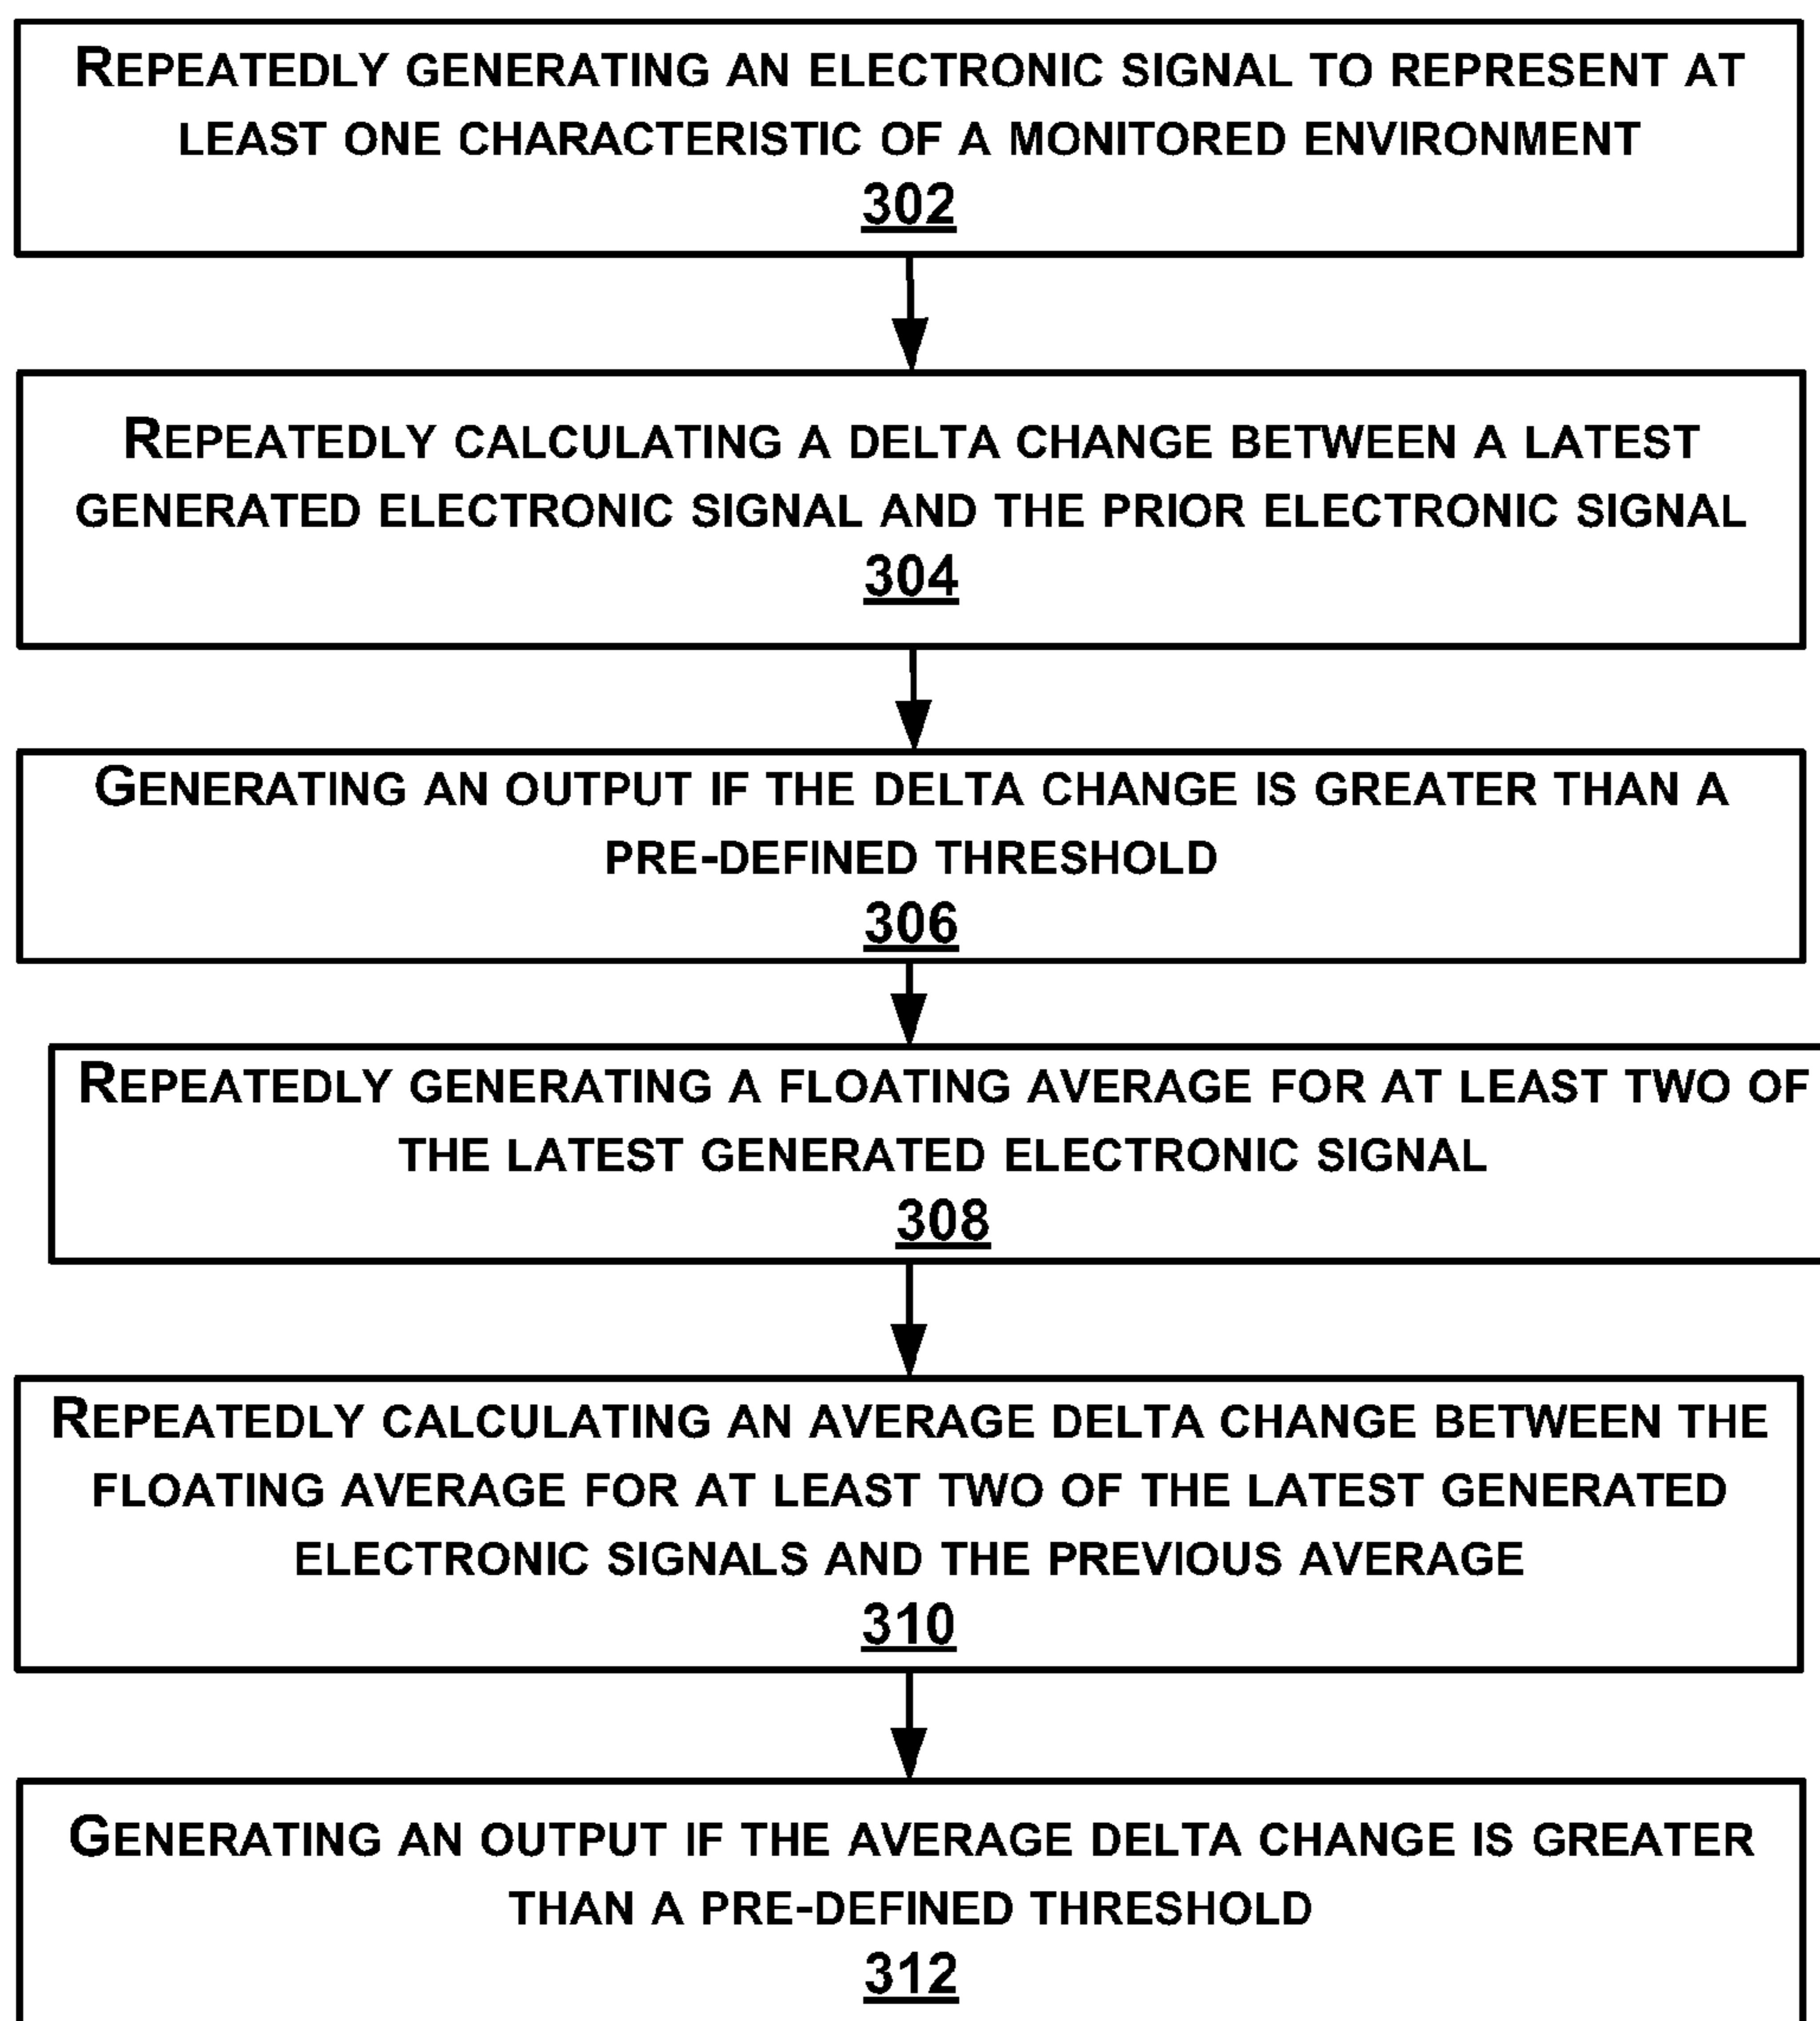 REPEATEDLY GENERATING AN ELECTRONIC SIGNAL TO REPRESENT AT
LEAST ONE CHARACTERISTIC OF A MONITORED ENVIRONMENT
302
REPEATEDLY CALCULATING A DELTA CHANGE BETWEEN A LATEST
GENERATED ELECTRONIC SIGNAL AND THE PRIOR ELECTRONIC SIGNAL
304
GENERATING AN OUTPUT IF THE DELTA CHANGE IS GREATER THAN A
PRE-DEFINED THRESHOLD
306
REPEATEDLY GENERATING A FLOATING AVERAGE FOR AT LEAST TWO OF
THE LATEST GENERATED ELECTRONIC SIGNAL
308
REPEATEDLY CALCULATING AN AVERAGE DELTA CHANGE BETWEEN THE
FLOATING AVERAGE FOR AT LEAST TWO OF THE LATEST GENERATED
ELECTRONIC SIGNALS AND THE PREVIOUS AVERAGE
310
GENERATING AN OUTPUT IF THE AVERAGE DELTA CHANGE IS GREATER
THAN A PRE-DEFINED THRESHOLD
312